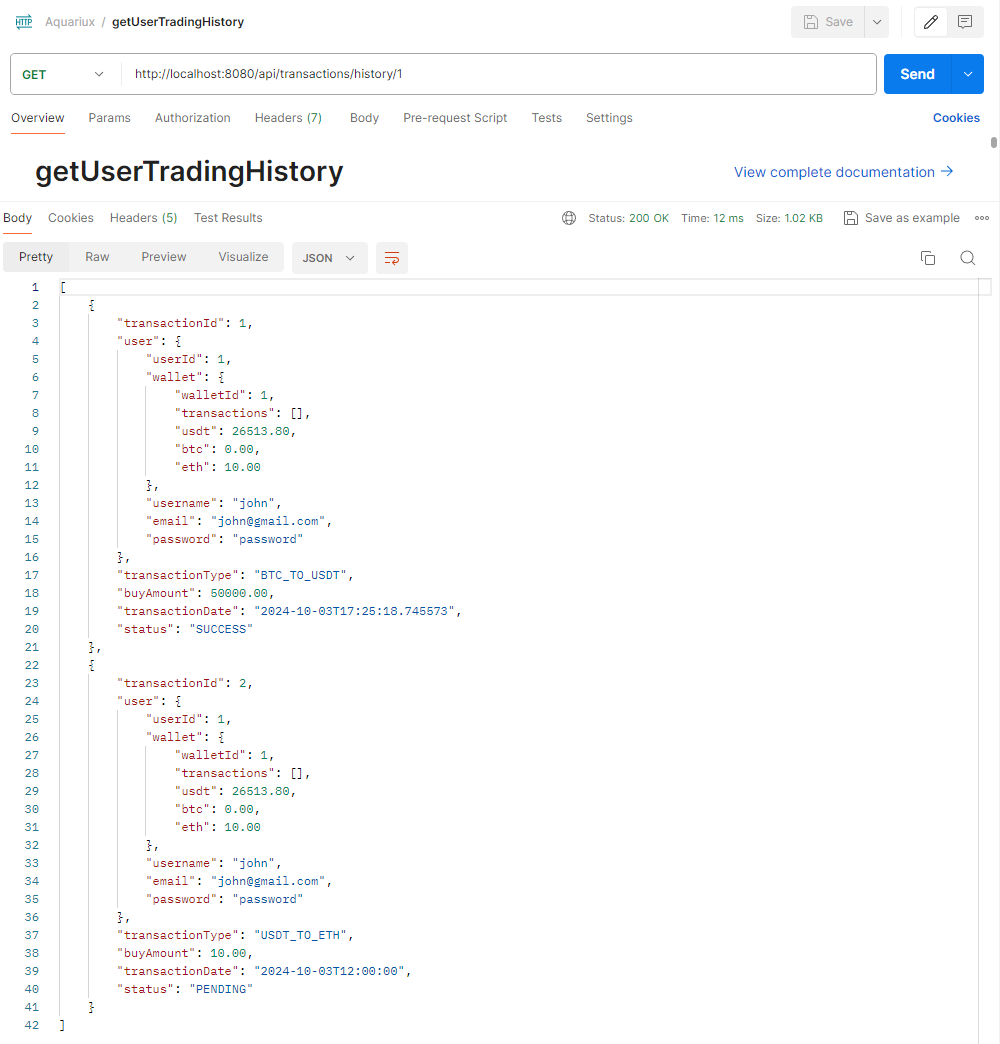 HTTP Aquariux / getUserTradingHistory Save
GET http://localhost:8080/api/transactions/history/1 Send
Overview Params Authorization Headers (7) Body Pre-request Script Tests Settings Cookies
getUserTradingHistory View complete documentation →
Body Cookies Headers (5) Test Results Status: 200 OK Time: 12 ms Size: 1.02 KB Save as example
Pretty Raw Preview Visualize JSON
1 [
2 {
3 "transactionId": 1,
4 "user": {
5 "userId": 1,
6 "wallet": {
7 "walletId": 1,
8 "transactions": [],
9 "usdt": 26513.80,
10 "btc": 0.00,
11 "eth": 10.00
12 },
13 "username": "john",
14 "email": "john@gmail.com",
15 "password": "password"
16 },
17 "transactionType": "BTC_TO_USDT",
18 "buyAmount": 50000.00,
19 "transactionDate": "2024-10-03T17:25:18.745573",
20 "status": "SUCCESS"
21 },
22 {
23 "transactionId": 2,
24 "user": {
25 "userId": 1,
26 "wallet": {
27 "walletId": 1,
28 "transactions": [],
29 "usdt": 26513.80,
30 "btc": 0.00,
31 "eth": 10.00
32 },
33 "username": "john",
34 "email": "john@gmail.com",
35 "password": "password"
36 },
37 "transactionType": "USDT_TO_ETH",
38 "buyAmount": 10.00,
39 "transactionDate": "2024-10-03T12:00:00",
40 "status": "PENDING"
41 }
42 ]